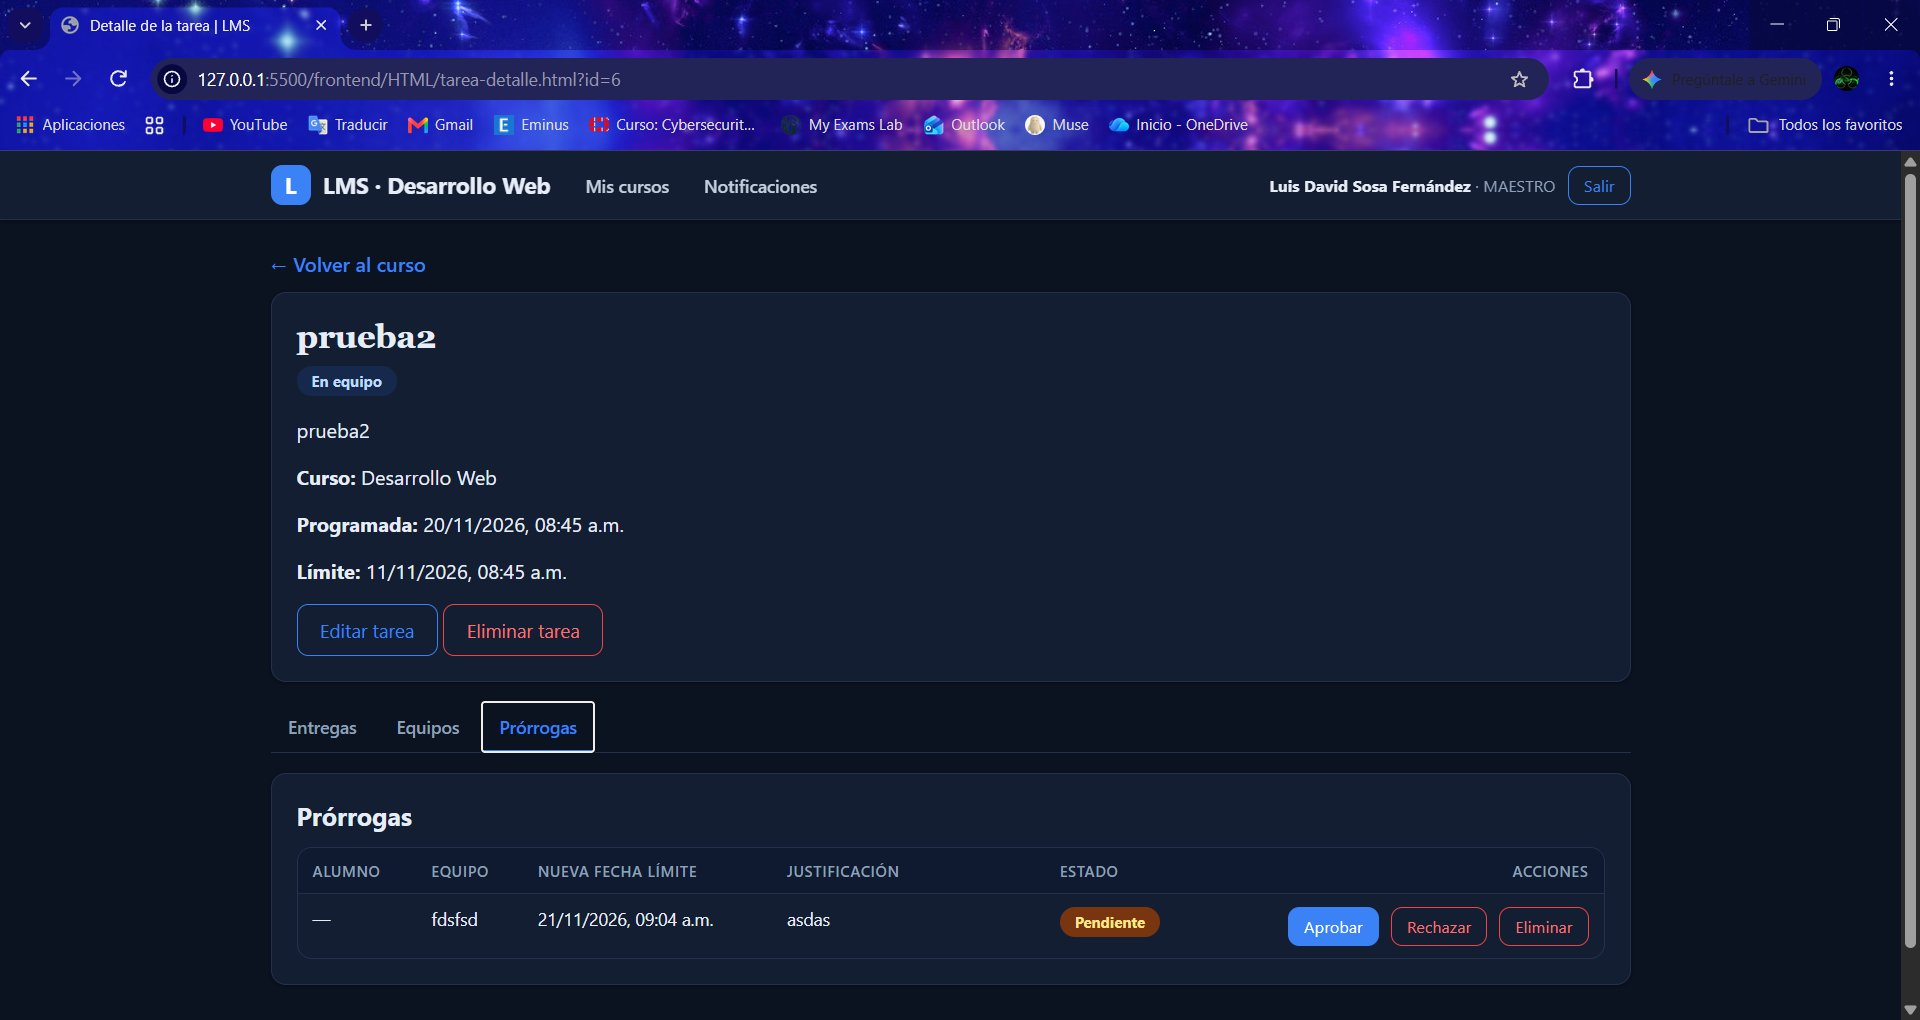 Detalle de la tarea | LMS
127.0.0.1:5500/frontend/HTML/tarea-detalle.html?id=6
Pregúntale a Gemini
Aplicaciones
YouTube
Traducir
Gmail
Eminus
Curso: Cybersecurit...
My Exams Lab
Outlook
Muse
Inicio - OneDrive
Todos los favoritos
L
LMS · Desarrollo Web
Mis cursos
Notificaciones
Luis David Sosa Fernández · MAESTRO
Salir
← Volver al curso
prueba2
En equipo
prueba2
Curso: Desarrollo Web
Programada: 20/11/2026, 08:45 a.m.
Límite: 11/11/2026, 08:45 a.m.
Editar tarea
Eliminar tarea
Entregas
Equipos
Prórrogas
Prórrogas
ALUMNO EQUIPO NUEVA FECHA LÍMITE JUSTIFICACIÓN ESTADO ACCIONES
— fdsfsd 21/11/2026, 09:04 a.m. asdas Pendiente Aprobar Rechazar Eliminar